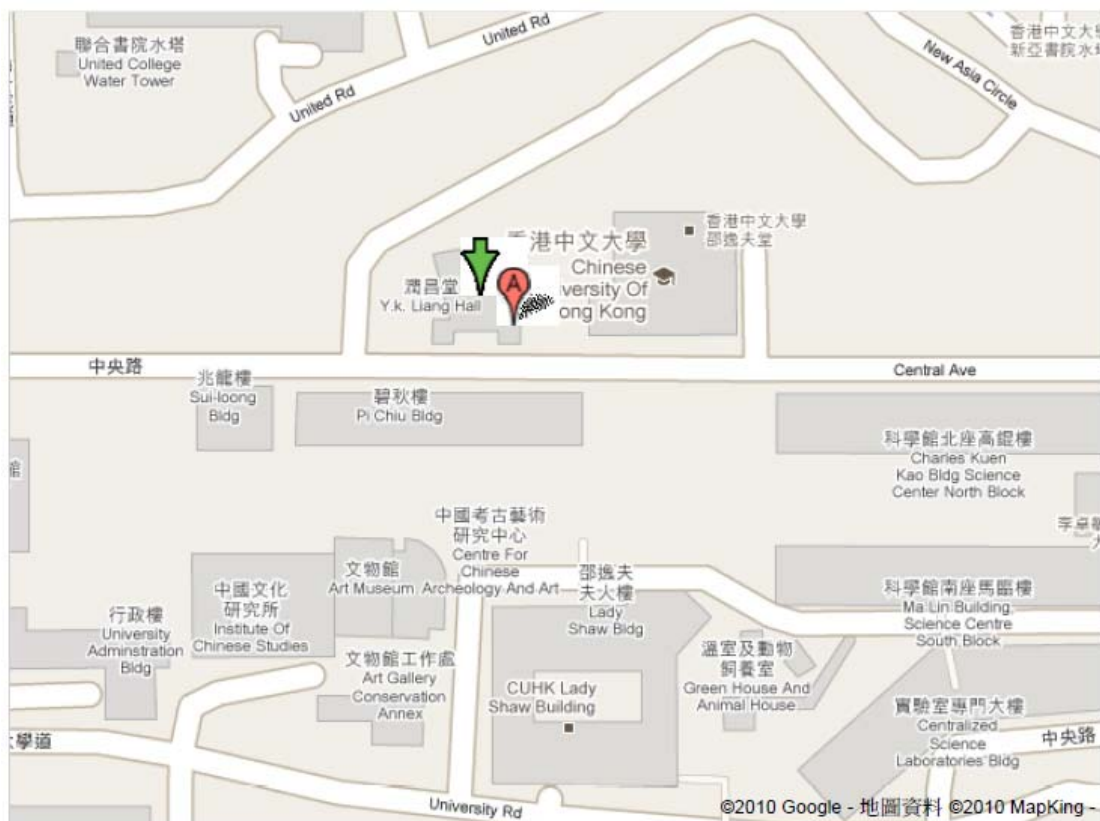 聯合書院水塔
United College
Water Tower
United Rd
United Rd
New Asia Circle
香港中文大學
新亞書院水塔
香港中文大學
邵逸夫堂
香港中文大學
Chinese
versity Of
ong Kong
潤昌堂
Y.k. Liang Hall
A
中央路
Central Ave
兆龍樓
Sui-loong
Bldg
碧秋樓
Pi Chiu Bldg
科學館北座高錕樓
Charles Kuen
Kao Bldg Science
Center North Block
館
中國考古藝術
研究中心
Centre For
Chinese
Archeology And Art
文物館
Art Museum
中國文化
研究所
Institute Of
Chinese Studies
邵逸夫
夫人樓
Lady
Shaw Bldg
科學館南座馬臨樓
Ma Lin Building,
Science Centre
South Block
行政樓
University
Adminstration
Bldg
文物館工作處
Art Gallery
Conservation
Annex
CUHK Lady
Shaw Building
溫室及動物
飼養室
Green House And
Animal House
實驗室專門大樓
Centralized
Science
Laboratories Bldg
中央路
大學道
University Rd
©2010 Google - 地圖資料 ©2010 MapKing -